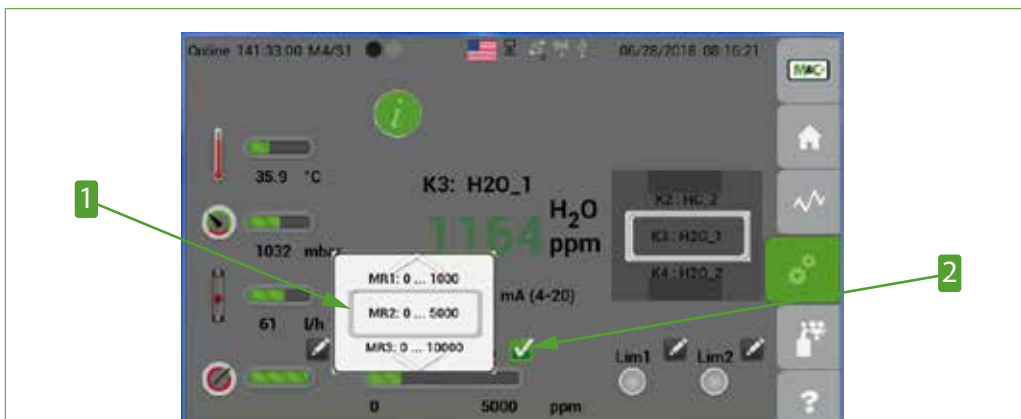 Online 141:33:00 M4/S1
06/28/2018 08:16:21
M&C
i
35.9 °C
K3: H2O_1
1164
H2O
ppm
K2: HC_2
K3: H2O_1
K4: H2O_2
1
1032 mbar
MR1: 0 ... 1000
MR2: 0 ... 5000
MR3: 0 ... 10000
mA (4-20)
2
61 l/h
Lim1
Lim2
0
5000
ppm
?